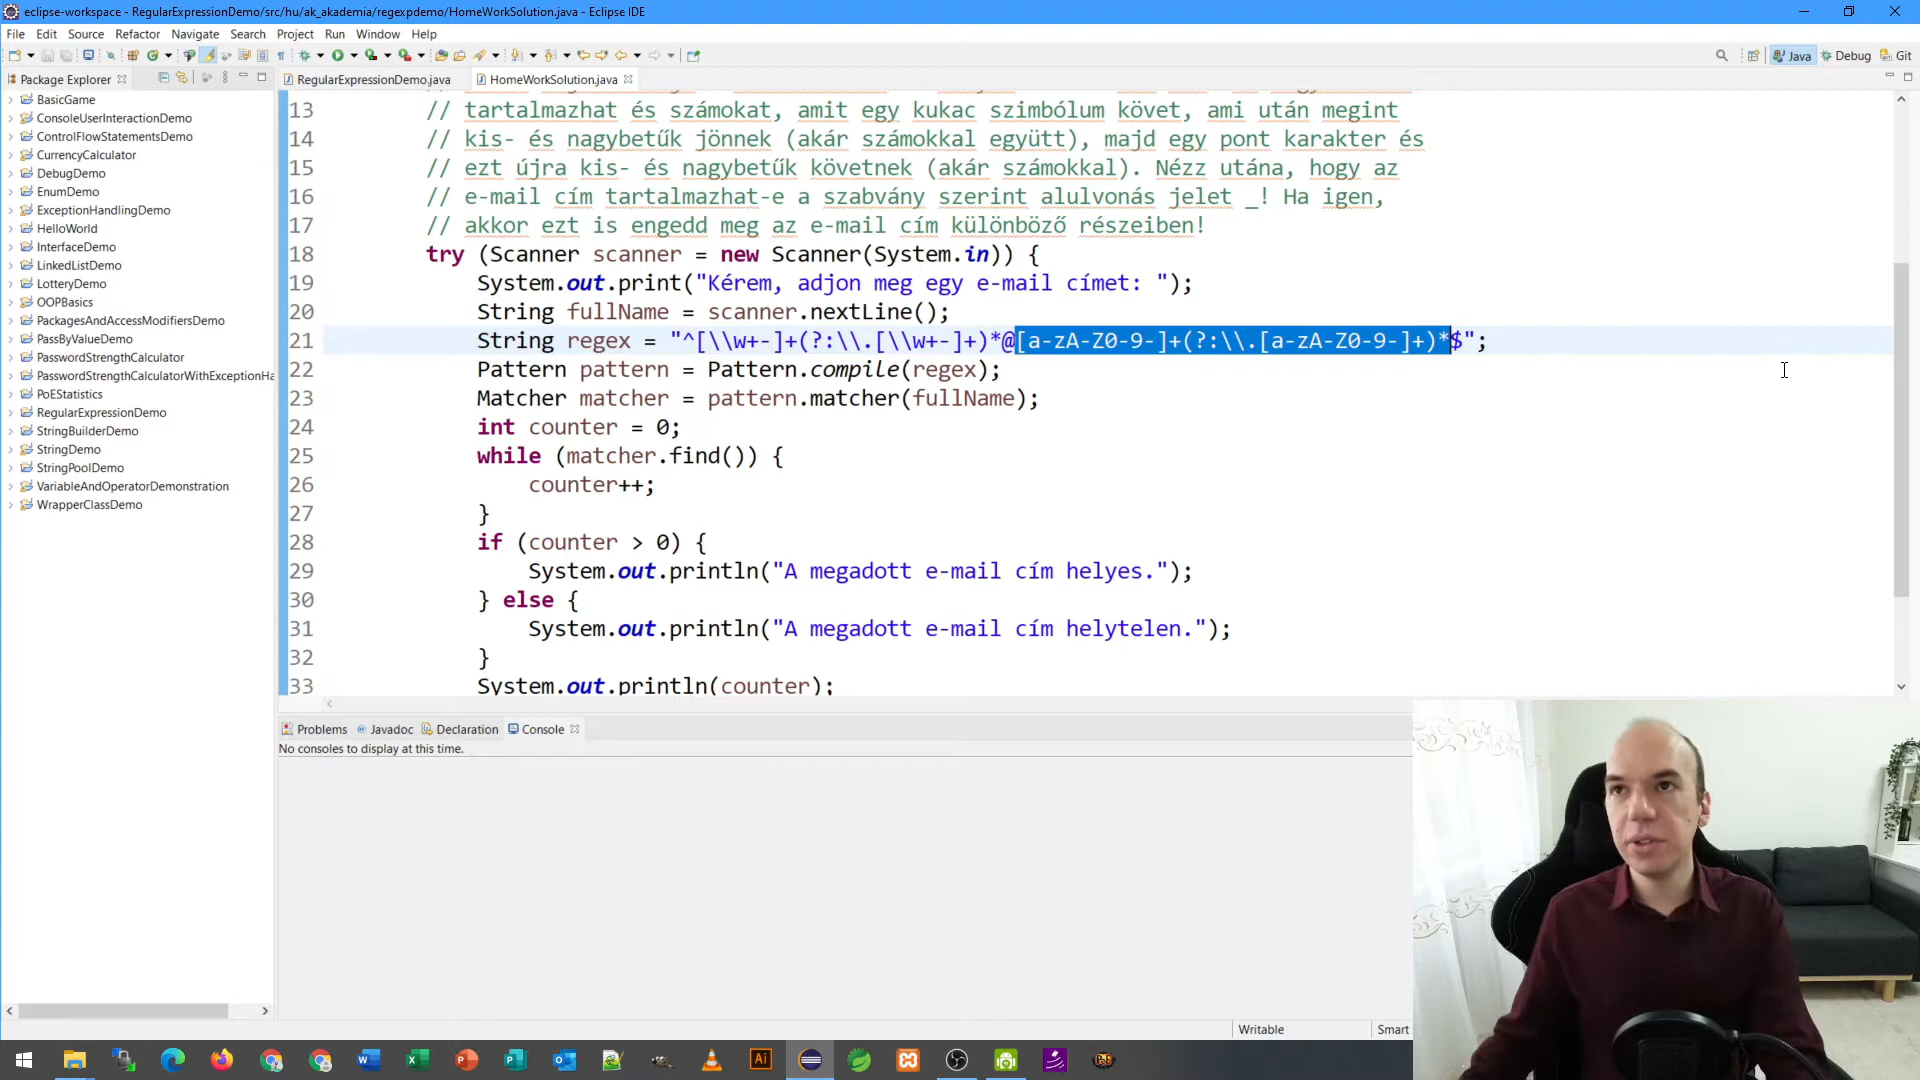 eclipse-workspace - RegularExpressionDemo/src/hu/ak_akademia/regexpdemo/HomeWorkSolution.java - Eclipse IDE
File Edit Source Refactor Navigate Search Project Run Window Help
Java Debug Git
Package Explorer
RegularExpressionDemo.java HomeWorkSolution.java
BasicGame
ConsoleUserInteractionDemo
ControlFlowStatementsDemo
CurrencyCalculator
DebugDemo
EnumDemo
ExceptionHandlingDemo
HelloWorld
InterfaceDemo
LinkedListDemo
LotteryDemo
OOPBasics
PackagesAndAccessModifiersDemo
PassByValueDemo
PasswordStrengthCalculator
PasswordStrengthCalculatorWithExceptionHa
PoEStatistics
RegularExpressionDemo
StringBuilderDemo
StringDemo
StringPoolDemo
VariableAndOperatorDemonstration
WrapperClassDemo
13 // tartalmazhat és számokat, amit egy kukac szimbólum követ, ami után megint
14 // kis- és nagybetűk jönnek (akár számokkal együtt), majd egy pont karakter és
15 // ezt újra kis- és nagybetűk követnek (akár számokkal). Nézz utána, hogy az
16 // e-mail cím tartalmazhat-e a szabvány szerint alulvonás jelet _! Ha igen,
17 // akkor ezt is engedd meg az e-mail cím különböző részeiben!
18 try (Scanner scanner = new Scanner(System.in)) {
19 System.out.print("Kérem, adjon meg egy e-mail címet: ");
20 String fullName = scanner.nextLine();
21 String regex = "^[\\w+-]+(?:\\.[\\w+-]+)*@[a-zA-Z0-9-]+(?:\\.[a-zA-Z0-9-]+)*$";
22 Pattern pattern = Pattern.compile(regex);
23 Matcher matcher = pattern.matcher(fullName);
24 int counter = 0;
25 while (matcher.find()) {
26 counter++;
27 }
28 if (counter > 0) {
29 System.out.println("A megadott e-mail cím helyes.");
30 } else {
31 System.out.println("A megadott e-mail cím helytelen.");
32 }
33 System.out.println(counter);
Problems Javadoc Declaration Console
No consoles to display at this time.
Writable Smart